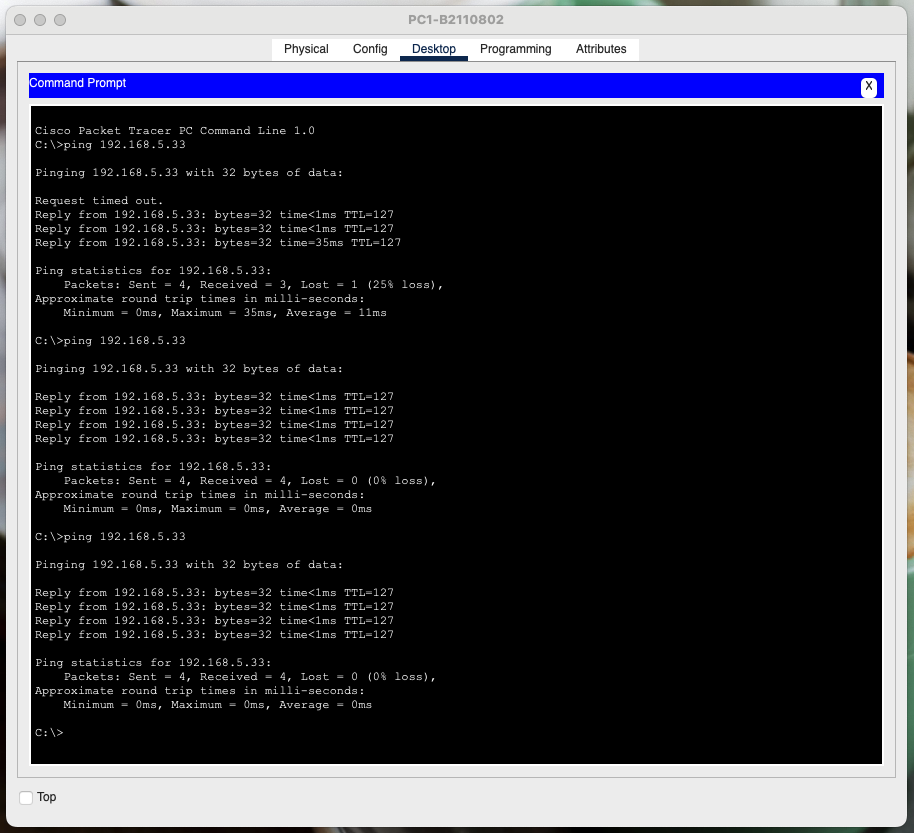 PC1-B2110802
Physical Config Desktop Programming Attributes
Command Prompt
X
Cisco Packet Tracer PC Command Line 1.0
C:\>ping 192.168.5.33
Pinging 192.168.5.33 with 32 bytes of data:
Request timed out.
Reply from 192.168.5.33: bytes=32 time<1ms TTL=127
Reply from 192.168.5.33: bytes=32 time<1ms TTL=127
Reply from 192.168.5.33: bytes=32 time=35ms TTL=127
Ping statistics for 192.168.5.33:
Packets: Sent = 4, Received = 3, Lost = 1 (25% loss),
Approximate round trip times in milli-seconds:
Minimum = 0ms, Maximum = 35ms, Average = 11ms
C:\>ping 192.168.5.33
Pinging 192.168.5.33 with 32 bytes of data:
Reply from 192.168.5.33: bytes=32 time<1ms TTL=127
Reply from 192.168.5.33: bytes=32 time<1ms TTL=127
Reply from 192.168.5.33: bytes=32 time<1ms TTL=127
Reply from 192.168.5.33: bytes=32 time<1ms TTL=127
Ping statistics for 192.168.5.33:
Packets: Sent = 4, Received = 4, Lost = 0 (0% loss),
Approximate round trip times in milli-seconds:
Minimum = 0ms, Maximum = 0ms, Average = 0ms
C:\>ping 192.168.5.33
Pinging 192.168.5.33 with 32 bytes of data:
Reply from 192.168.5.33: bytes=32 time<1ms TTL=127
Reply from 192.168.5.33: bytes=32 time<1ms TTL=127
Reply from 192.168.5.33: bytes=32 time<1ms TTL=127
Reply from 192.168.5.33: bytes=32 time<1ms TTL=127
Ping statistics for 192.168.5.33:
Packets: Sent = 4, Received = 4, Lost = 0 (0% loss),
Approximate round trip times in milli-seconds:
Minimum = 0ms, Maximum = 0ms, Average = 0ms
C:\>
Top